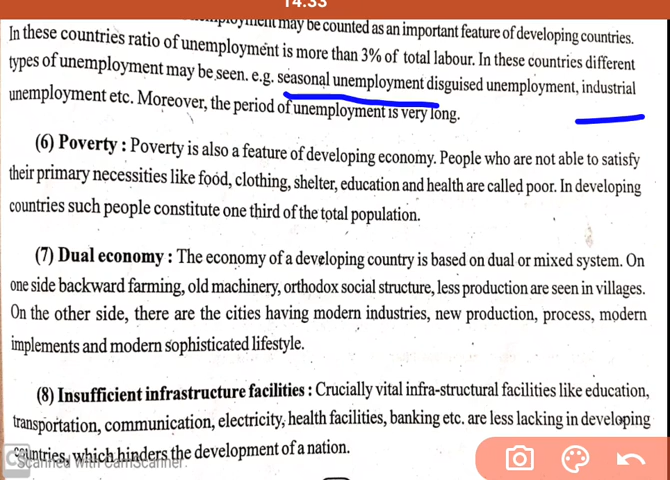 14:33
may be counted as an important feature of developing countries.
In these countries ratio of unemployment is more than 3% of total labour. In these countries different
types of unemployment may be seen. e.g. seasonal unemployment disguised unemployment, industrial
unemployment etc. Moreover, the period of unemployment is very long.
(6) Poverty : Poverty is also a feature of developing economy. People who are not able to satisfy
their primary necessities like food, clothing, shelter, education and health are called poor. In developing
countries such people constitute one third of the total population.
(7) Dual economy : The economy of a developing country is based on dual or mixed system. On
one side backward farming, old machinery, orthodox social structure, less production are seen in villages.
On the other side, there are the cities having modern industries, new production, process, modern
implements and modern sophisticated lifestyle.
(8) Insufficient infrastructure facilities : Crucially vital infra-structural facilities like education,
transportation, communication, electricity, health facilities, banking etc. are less lacking in developing
countries, which hinders the development of a nation.
CS Scanned with CamScanner